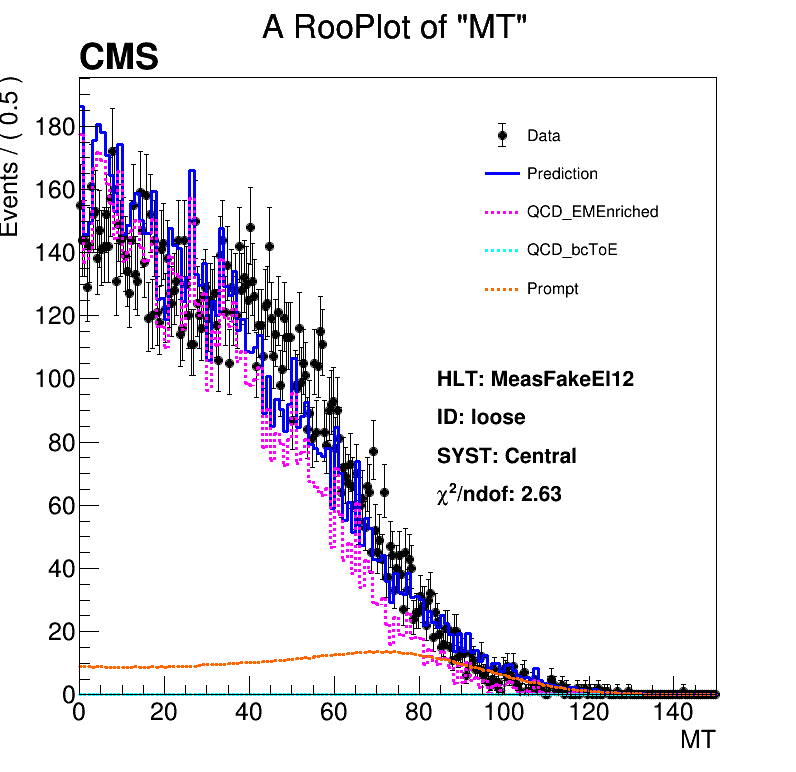 A RooPlot of "MT"
CMS
Events / ( 0.5 )
180
160
140
120
100
80
60
40
20
0
Data
Prediction
QCD_EMEnriched
QCD_bcToE
Prompt
HLT: MeasFakeEl12
ID: loose
SYST: Central
χ²/ndof: 2.63
0 20 40 60 80 100 120 140
MT